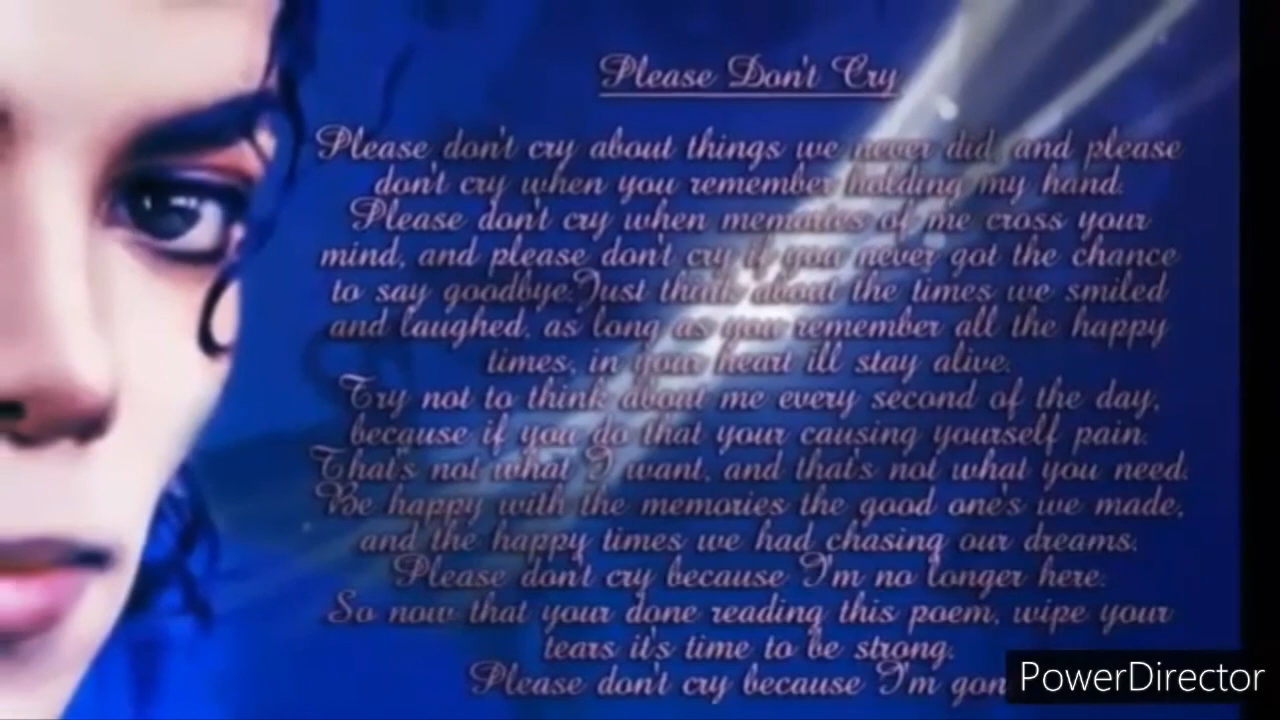 Please Don't Cry
Please don't cry about things we never did, and please
don't cry when you remember holding my hand.
Please don't cry when memories of me cross your
mind, and please don't cry if you never got the chance
to say goodbye. Just think about the times we smiled
and laughed, as long as you remember all the happy
times, in your heart ill stay alive.
Try not to think about me every second of the day,
because if you do that your causing yourself pain.
That's not what I want, and that's not what you need.
Be happy with the memories the good one's we made,
and the happy times we had chasing our dreams.
Please don't cry because I'm no longer here.
So now that your done reading this poem, wipe your
tears it's time to be strong.
Please don't cry because I'm gon
PowerDirector